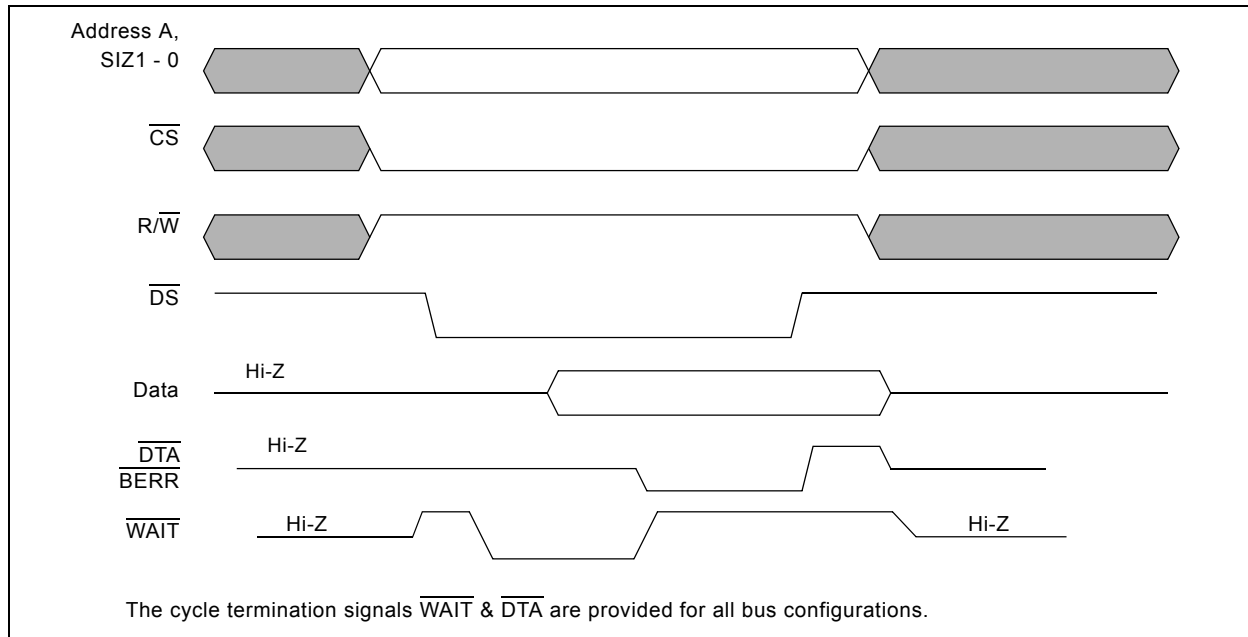 Address A,
SIZ1 - 0
CS
R/W
DS
Hi-Z
Data
Hi-Z
DTA
BERR
Hi-Z
Hi-Z
WAIT
The cycle termination signals WAIT & DTA are provided for all bus configurations.